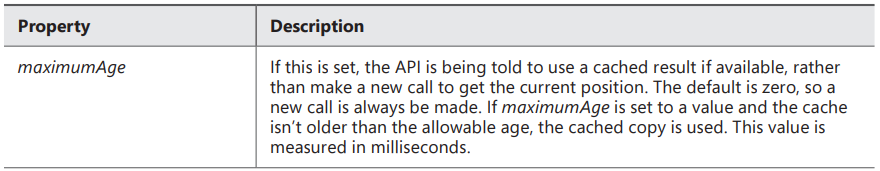 Property Description
maximumAge If this is set, the API is being told to use a cached result if available, rather
than make a new call to get the current position. The default is zero, so a
new call is always be made. If maximumAge is set to a value and the cache
isn’t older than the allowable age, the cached copy is used. This value is
measured in milliseconds.